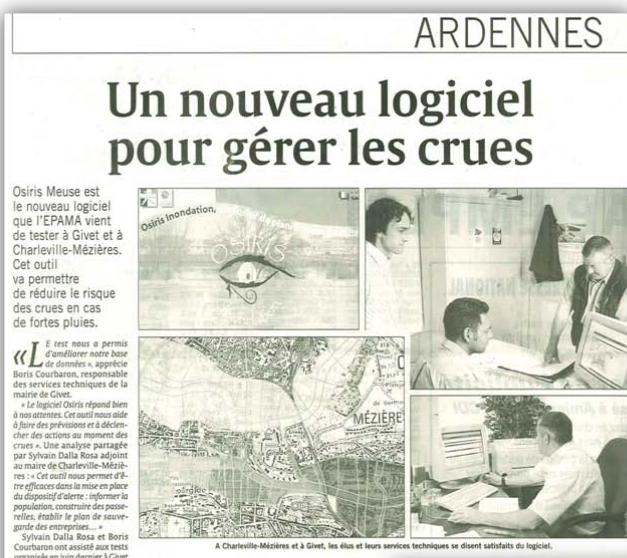 ARDENNES
Un nouveau logiciel
pour gérer les crues
Osiris Meuse est
le nouveau logiciel
que l'EPAMA vient
de tester à Givet et à
Charleville-Mézières.
Cet outil
va permettre
de réduire le risque
des crues en cas
de fortes pluies.
« LE test nous a permis
d'améliorer notre base
de données », apprécie
Boris Courbaron, responsable
des services techniques de la
mairie de Givet.
« Le logiciel Osiris répond bien
à nos attentes. Cet outil nous aide
à faire des prévisions et à déclen-
cher des actions au moment des
crues ». Une analyse partagée
par Sylvain Dalla Rosa adjoint
au maire de Charleville-Méziè-
res : « Cet outil nous permet d'ê-
tre efficaces dans la mise en place
du dispositif d'alerte : informer la
population, construire des passe-
relles, établir le plan de sauve-
garde des entreprises... »
Sylvain Dalla Rosa et Boris
Courbaron ont assisté aux tests
organisés en juin dernier à Givet
Osiris Inondation,
OSIRIS
MÉZIÈRE
A Charleville-Mézières et à Givet, les élus et leurs services techniques se disent satisfaits du logiciel.